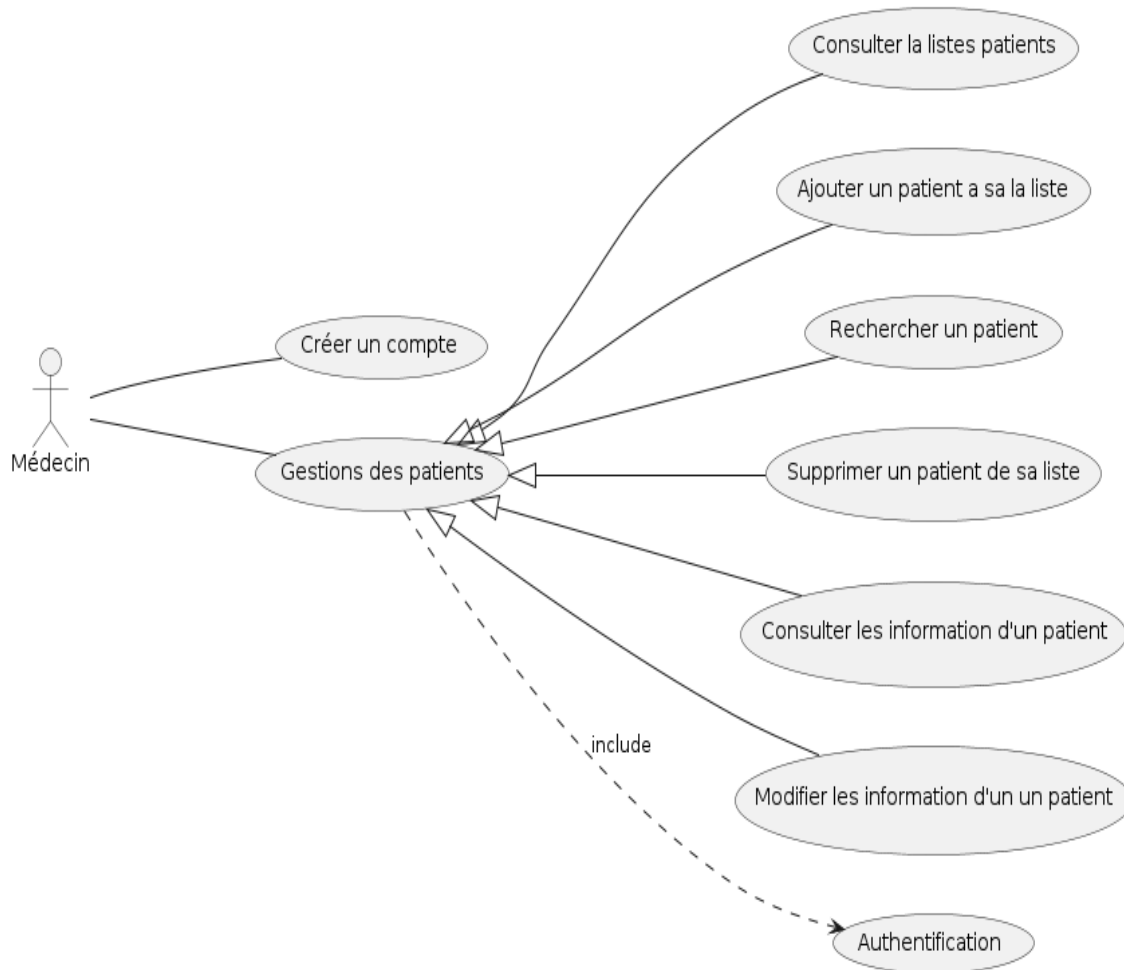 Consulter la listes patients
Ajouter un patient a sa la liste
Rechercher un patient
Créer un compte
Médecin
Gestions des patients
Supprimer un patient de sa liste
Consulter les information d'un patient
include
Modifier les information d'un un patient
Authentification